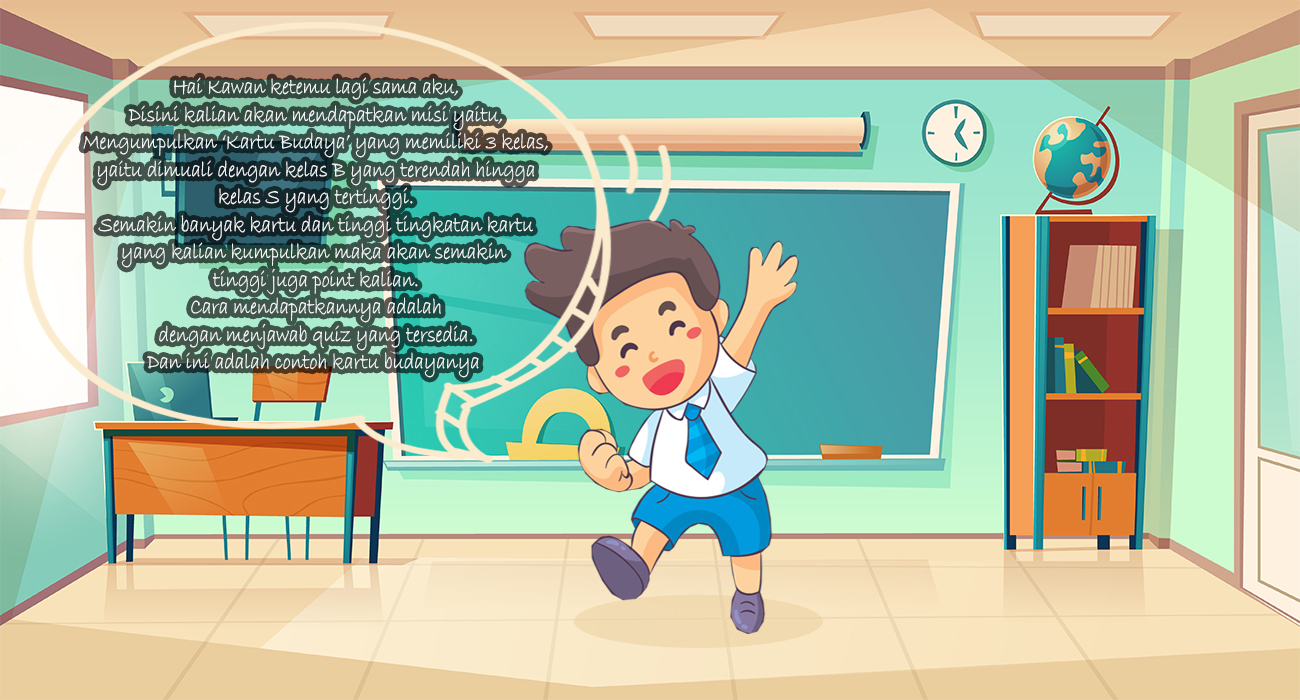 Hai Kawan ketemu lagi sama aku,
Disini kalian akan mendapatkan misi yaitu,
Mengumpulkan 'Kartu Budaya' yang memiliki 3 kelas,
yaitu dimuali dengan kelas B yang terendah hingga
kelas S yang tertinggi.
Semakin banyak kartu dan tinggi tingkatan kartu
yang kalian kumpulkan maka akan semakin
tinggi juga point kalian.
Cara mendapatkannya adalah
dengan menjawab quiz yang tersedia.
Dan ini adalah contoh kartu budayanya